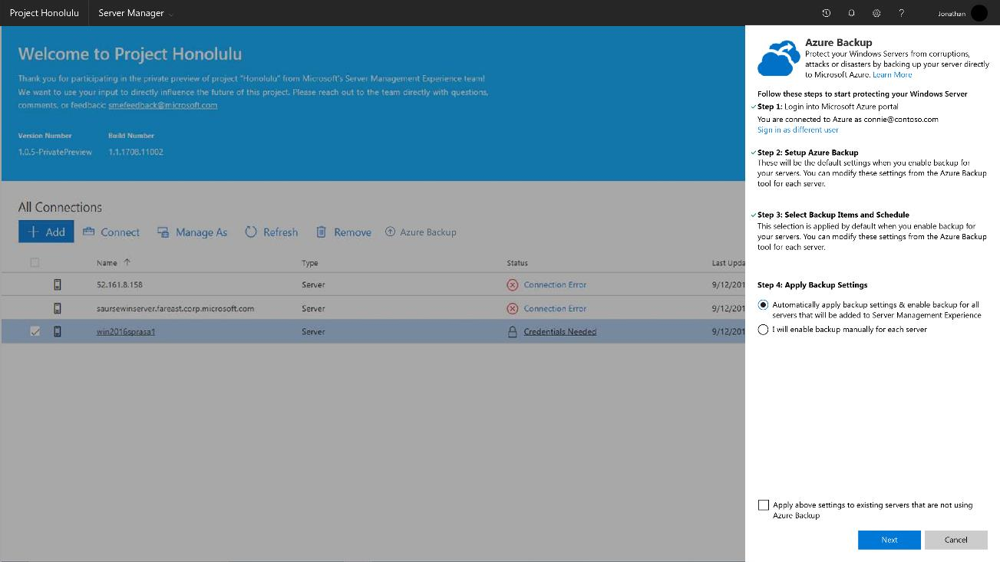 Project Honolulu
Server Manager
Jonathan
Welcome to Project Honolulu
Thank you for participating in the private preview of project "Honolulu" from Microsoft's Server Management Experience team!
We want to use your input to directly influence the future of this project. Please reach out to the team directly with questions,
comments, or feedback: smefeedback@microsoft.com
Version Number
Build Number
1.0.5-PrivatePreview
1.1.1708.11002
All Connections
Add
Connect
Manage As
Refresh
Remove
Azure Backup
Name
Type
Status
Last Upda
52.161.8.158
Server
Connection Error
9/12/201
saursewinserver.fareast.corp.microsoft.com
Server
Connection Error
9/12/201
win2016sprasa1
Server
Credentials Needed
9/12/201
Azure Backup
Protect your Windows Servers from corruptions,
attacks or disasters by backing up your server directly
to Microsoft Azure. Learn More
Follow these steps to start protecting your Windows Server
Step 1: Login into Microsoft Azure portal
You are connected to Azure as connie@contoso.com
Sign in as different user
Step 2: Setup Azure Backup
These will be the default settings when you enable backup for
your servers. You can modify these settings from the Azure Backup
tool for each server.
Step 3: Select Backup Items and Schedule
This selection is applied by default when you enable backup for
your servers. You can modify these settings from the Azure Backup
tool for each server.
Step 4: Apply Backup Settings
Automatically apply backup settings & enable backup for all
servers that will be added to Server Management Experience
I will enable backup manually for each server
Apply above settings to existing servers that are not using
Azure Backup
Next
Cancel